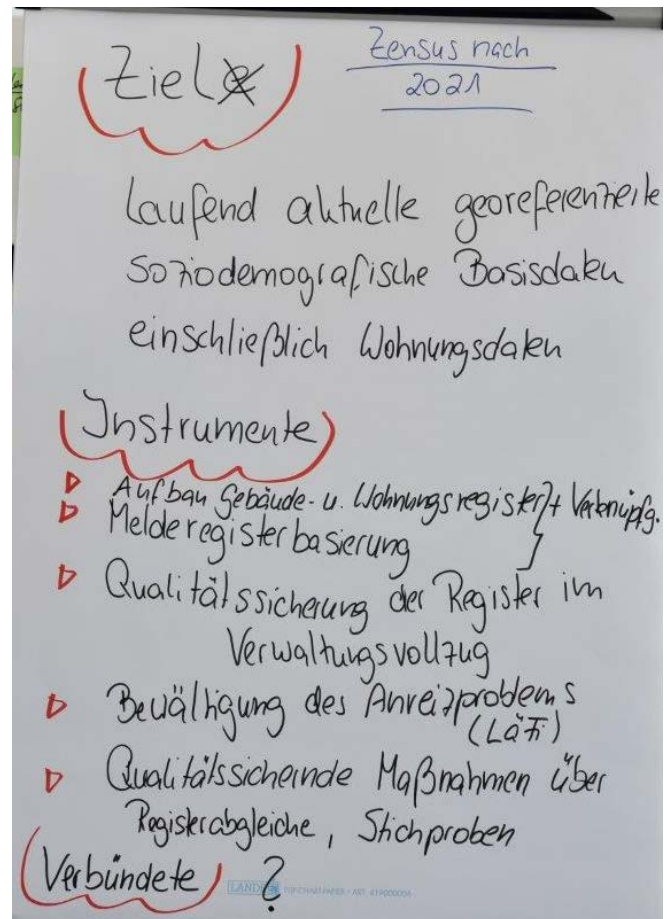 Ziel
Zensus nach
2021
laufend aktuelle georeferenzierte
soziodemografische Basisdaten
einschließlich Wohnungsdaten
Instrumente
Aufbau Gebäude- u. Wohnungsregister + Verknüpfg.
Melderegisterbasierung
Qualitätssicherung der Register im
Verwaltungsvollzug
Bewältigung des Anreizproblems
(LäFi)
Qualitätssichernde Maßnahmen über
Registerabgleiche, Stichproben
Verbündete ?